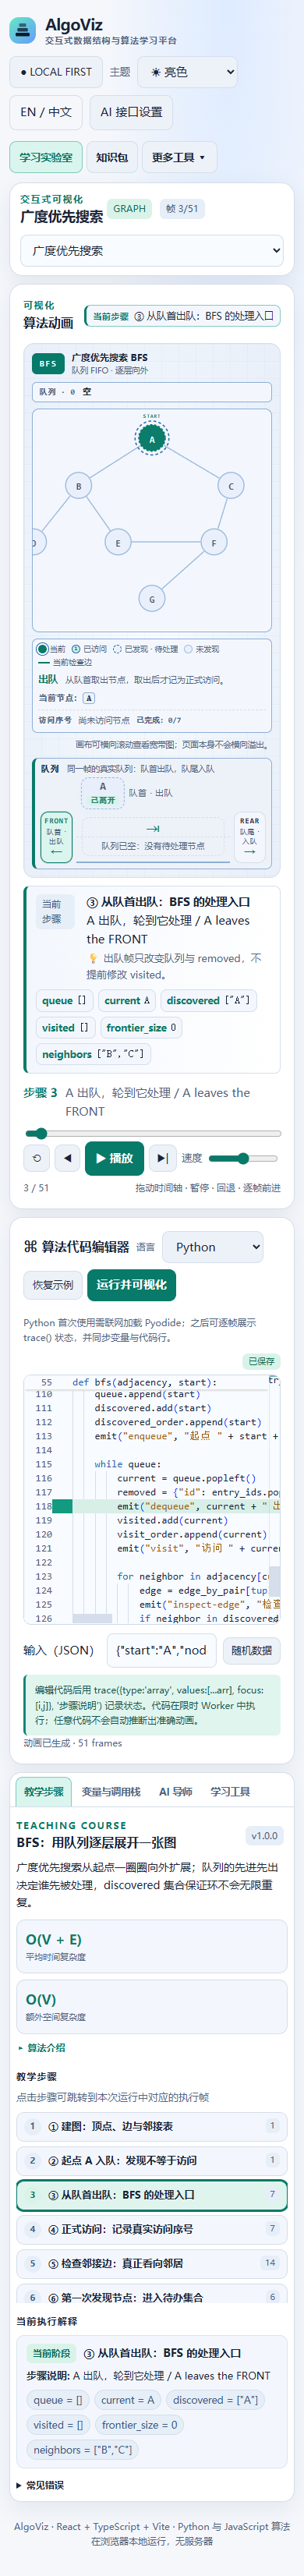 AlgoViz
交互式数据结构与算法学习平台
● LOCAL FIRST
主题
☀ 亮色
EN / 中文
AI 接口设置
学习实验室
知识包
更多工具 ▾
交互式可视化
广度优先搜索
GRAPH
帧 3/51
广度优先搜索
可视化
算法动画
当前步骤 ③ 从队首出队：BFS 的处理入口
BFS
广度优先搜索 BFS
队列 FIFO · 逐层向外
队列 · 0 空
START
A
B
C
D
E
F
G
当前
已访问
已发现 · 待处理
未发现
当前检查边
出队 从队首取出节点，取出后才记为正式访问。
当前节点： A
访问序号 尚未访问节点 已完成：0/7
画布可横向滚动查看宽带图；页面本身不会横向溢出。
队列 同一帧的真实队列：队首出队，队尾入队
A
已离开
队首 · 出队
FRONT
队首 ·
出队
←
⇥
队列已空：没有待处理节点
REAR
队尾 ·
入队
→
当前
步骤
③ 从队首出队：BFS 的处理入口
A 出队，轮到它处理 / A leaves
the FRONT
💡 出队帧只改变队列与 removed，不
提前修改 visited。
queue []
current A
discovered ["A"]
visited []
frontier_size 0
neighbors ["B","C"]
步骤 3 A 出队，轮到它处理 / A leaves the
FRONT
▶ 播放
速度
3 / 51
拖动时间轴 · 暂停 · 回退 · 逐帧前进
⌘ 算法代码编辑器
语言
Python
恢复示例
运行并可视化
Python 首次使用需联网加载 Pyodide；之后可逐帧展示
trace() 状态，并同步变量与代码行。
已保存
55 def bfs(adjacency, start):
110 queue.append(start)
111 discovered.add(start)
112 discovered_order.append(start)
113 emit("enqueue", "起点 " + start +
114
115 while queue:
116 current = queue.popleft()
117 removed = {"id": entry_ids.po
118 emit("dequeue", current + " 出
119 visited.add(current)
120 visit_order.append(current)
121 emit("visit", "访问 " + curren
122
123 for neighbor in adjacency[cu
124 edge = edge_by_pair[tup
125 emit("inspect-edge", "检查
126 if neighbor in discovered
输入（JSON）
{"start":"A","nod
随机数据
编辑代码后用 trace({type:'array', values:[...arr], focus:
[i,j]}, '步骤说明') 记录状态。代码在限时 Worker 中执
行；任意代码不会自动推断出准确动画。
动画已生成 · 51 frames
教学步骤
变量与调用栈
AI 导师
学习工具
TEACHING COURSE
BFS：用队列逐层展开一张图
v1.0.0
广度优先搜索从起点一圈圈向外扩展；队列的先进先出
决定谁先被处理，discovered 集合保证环不会无限重
复。
O(V + E)
平均时间复杂度
O(V)
额外空间复杂度
▸ 算法介绍
教学步骤
点击步骤可跳转到本次运行中对应的执行帧
1 ① 建图：顶点、边与邻接表 1
2 ② 起点 A 入队：发现不等于访问 1
3 ③ 从队首出队：BFS 的处理入口 7
4 ④ 正式访问：记录真实访问序号 7
5 ⑤ 检查邻接边：真正看向邻居 14
6 ⑥ 第一次发现节点：进入待办集合 6
当前执行解释
当前阶段 ③ 从队首出队：BFS 的处理入口
步骤说明: A 出队，轮到它处理 / A leaves the FRONT
queue = []
current = A
discovered = ["A"]
visited = []
frontier_size = 0
neighbors = ["B","C"]
▸ 常见错误
AlgoViz · React + TypeScript + Vite · Python 与 JavaScript 算法
在浏览器本地运行，无服务器